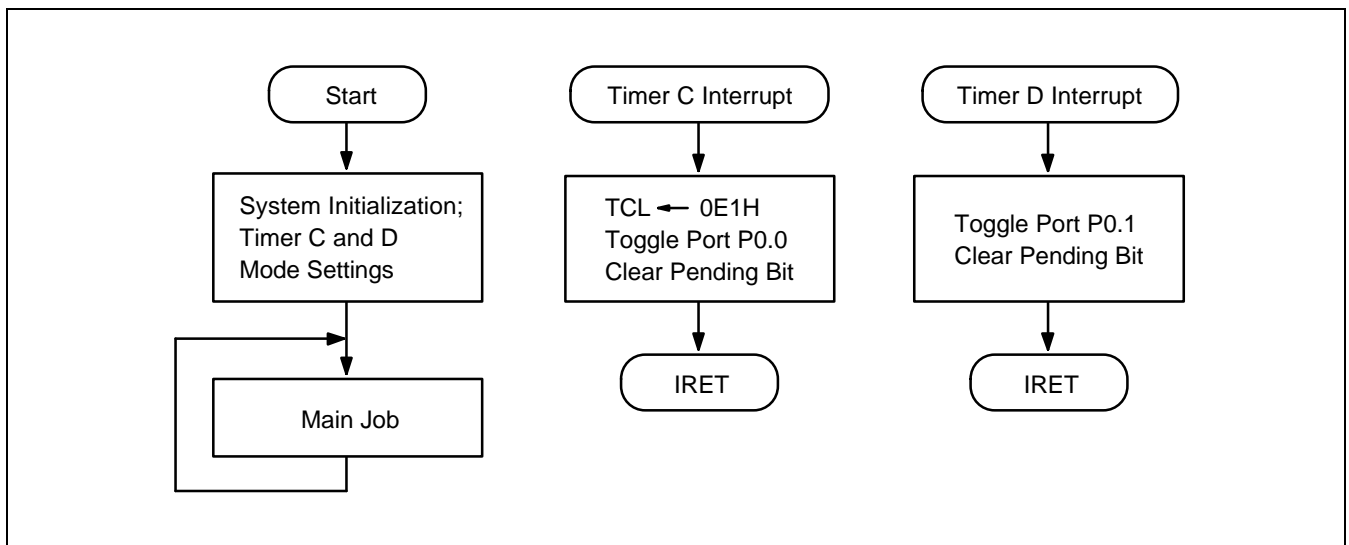 Start
System Initialization;
Timer C and D
Mode Settings
Main Job
Timer C Interrupt
TCL ← 0E1H
Toggle Port P0.0
Clear Pending Bit
IRET
Timer D Interrupt
Toggle Port P0.1
Clear Pending Bit
IRET